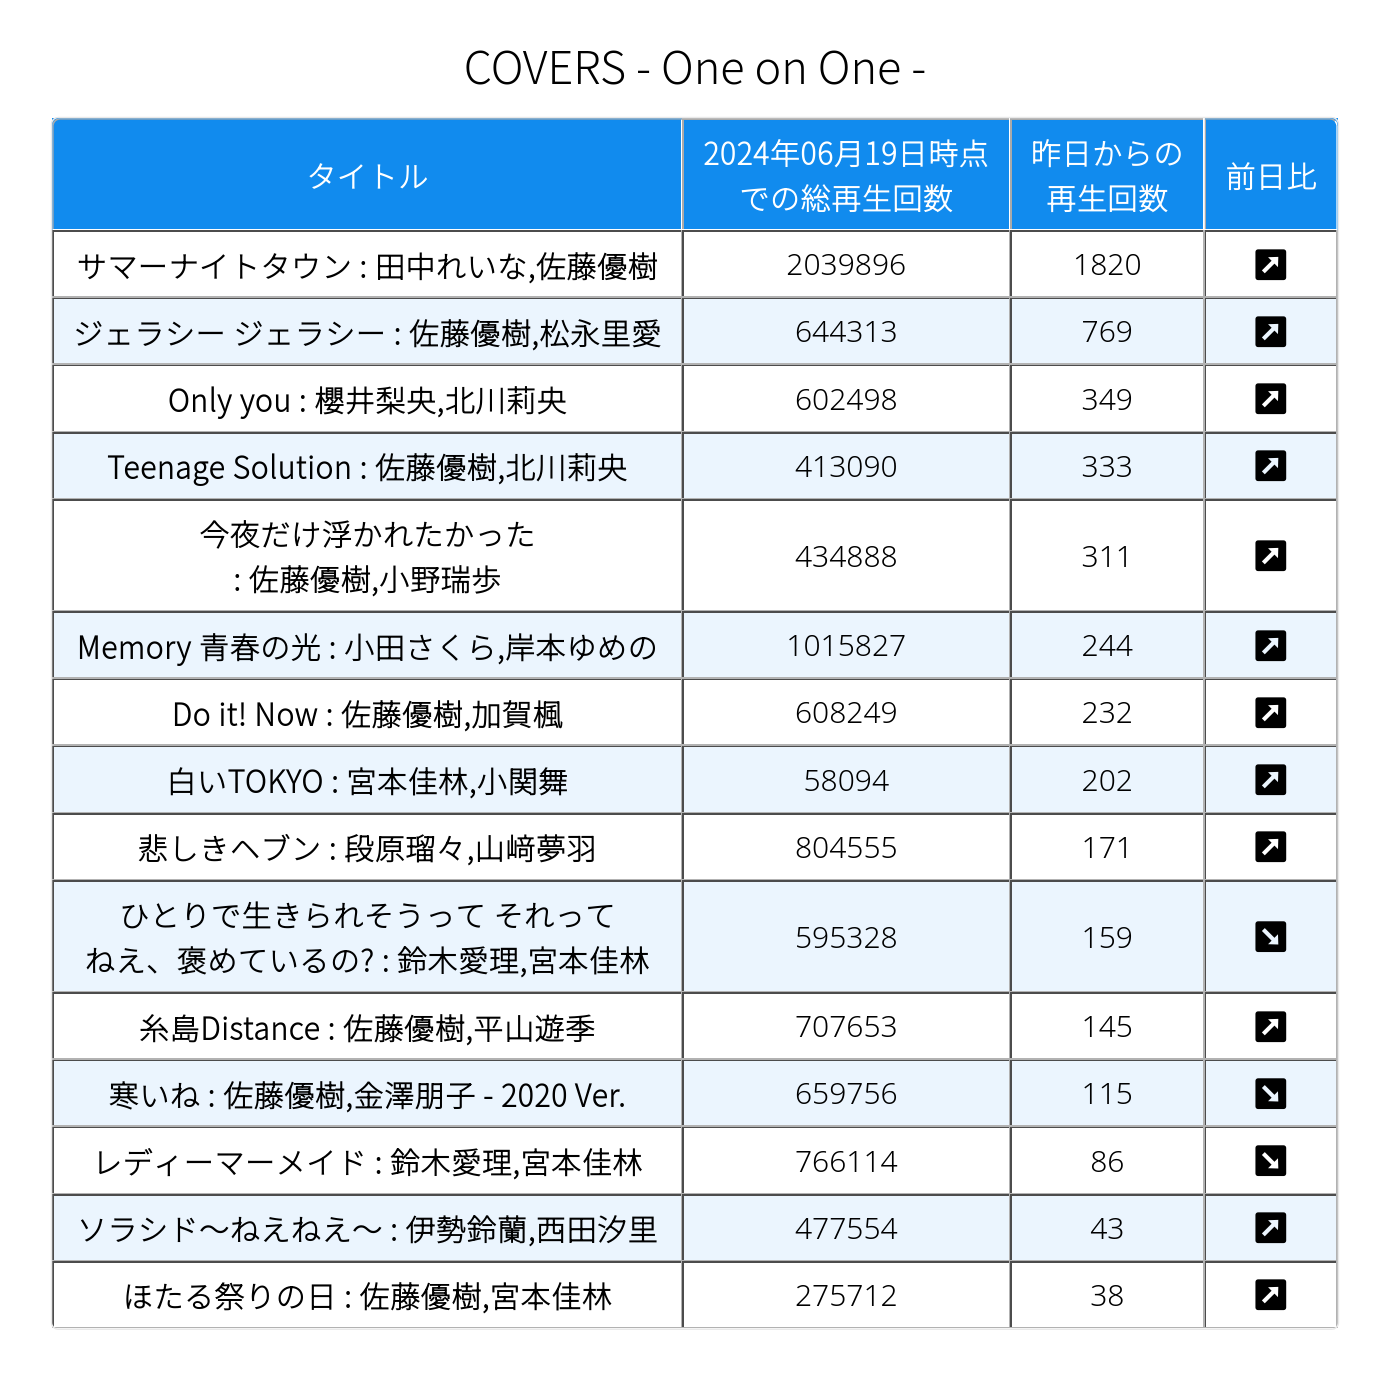 COVERS - One on One -
タイトル
2024年06月19日時点
での総再生回数
昨日からの
再生回数
前日比
サマーナイトタウン : 田中れいな,佐藤優樹
2039896
1820
ジェラシー ジェラシー : 佐藤優樹,松永里愛
644313
769
Only you : 櫻井梨央,北川莉央
602498
349
Teenage Solution : 佐藤優樹,北川莉央
413090
333
今夜だけ浮かれたかった
: 佐藤優樹,小野瑞歩
434888
311
Memory 青春の光 : 小田さくら,岸本ゆめの
1015827
244
Do it! Now : 佐藤優樹,加賀楓
608249
232
白いTOKYO : 宮本佳林,小関舞
58094
202
悲しきヘブン : 段原瑠々,山﨑夢羽
804555
171
ひとりで生きられそうって それって
ねえ、褒めているの? : 鈴木愛理,宮本佳林
595328
159
糸島Distance : 佐藤優樹,平山遊季
707653
145
寒いね : 佐藤優樹,金澤朋子 - 2020 Ver.
659756
115
レディーマーメイド : 鈴木愛理,宮本佳林
766114
86
ソラシド～ねえねえ～ : 伊勢鈴蘭,西田汐里
477554
43
ほたる祭りの日 : 佐藤優樹,宮本佳林
275712
38